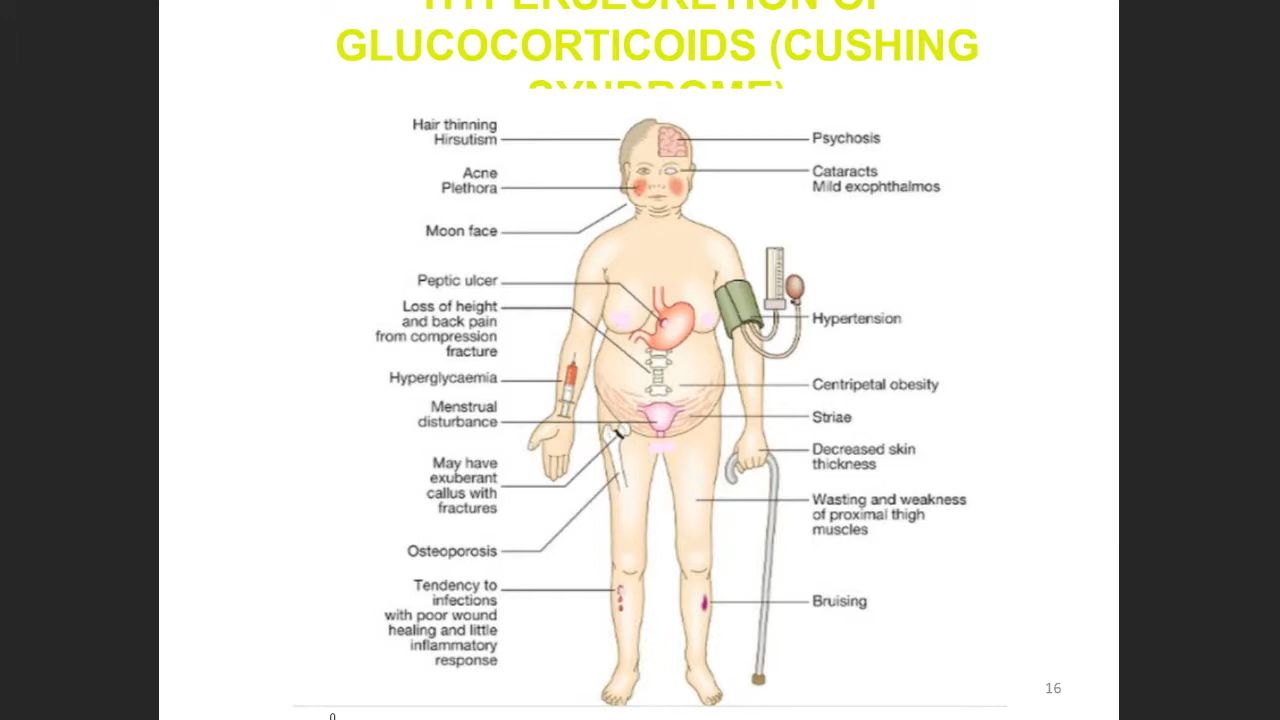 HYPERSECRETION OF
GLUCOCORTICOIDS (CUSHING
SYNDROME)
Hair thinning
Hirsutism
Acne
Plethora
Moon face
Peptic ulcer
Loss of height
and back pain
from compression
fracture
Hyperglycaemia
Menstrual
disturbance
May have
exuberant
callus with
fractures
Osteoporosis
Tendency to
infections
with poor wound
healing and little
inflammatory
response
Psychosis
Cataracts
Mild exophthalmos
Hypertension
Centripetal obesity
Striae
Decreased skin
thickness
Wasting and weakness
of proximal thigh
muscles
Bruising
16